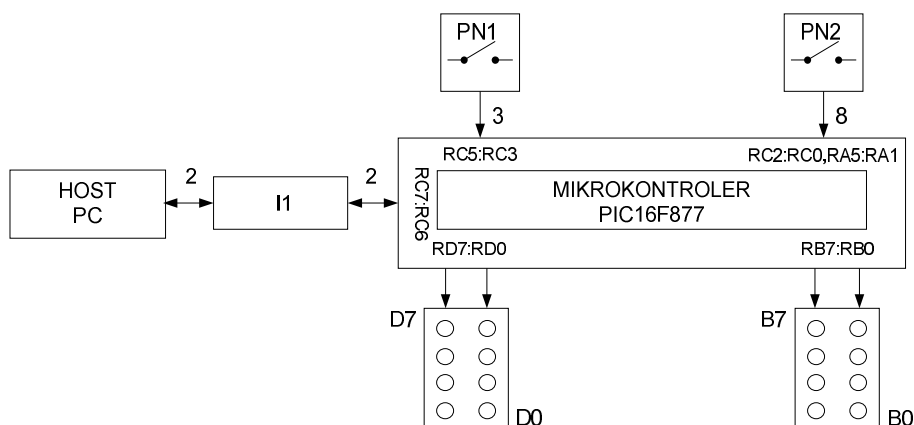 PN1
PN2
3
8
RC5:RC3
RC2:RC0,RA5:RA1
HOST
PC
2
I1
2
RC7:RC6
MIKROKONTROLER
PIC16F877
RD7:RD0
RB7:RB0
D7
B7
D0
B0